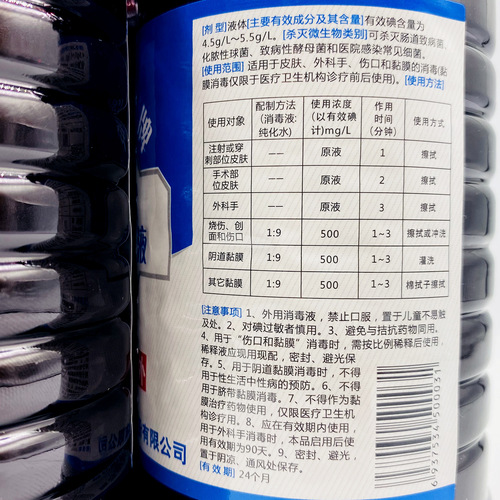 [剂 型]液体[主要有效成分及其含量]有效碘含量为
4.5g/L~5.5g/L。[杀灭微生物类别]可杀灭肠道致病菌、
化脓性球菌、致病性酵母菌和医院感染常见细菌。
[使用范围]适用于皮肤、外科手、伤口和黏膜的消毒(黏
膜消毒仅限于医疗卫生机构诊疗前后使用)。[使用方法]
使用对象 配制方法(消毒液:纯化水) 使用浓度(以有效碘计)mg/L 作用时间(分钟) 使用方式
注射或穿刺部位皮肤 —— 原液 1 擦拭
手术部位皮肤 —— 原液 2 擦拭
外科手 —— 原液 3 擦拭
烧伤、创面和伤口 1:9 500 1~3 擦拭或冲洗
阴道黏膜 1:9 500 1~3 灌洗
其它黏膜 1:9 500 1~3 棉拭子擦拭
[注意事项]1、外用消毒液，禁止口服，置于儿童不易触
及处。2、对碘过敏者慎用。3、避免与拮抗药物同用。
4、用于“伤口和黏膜”消毒时，需按比例稀释后使用，
稀释液应现用现配，密封、避光保
存。5、用于阴道黏膜消毒时，不得
用于性生活中性病的预防。6、不得
用于脐带黏膜消毒。7、不得作为黏
膜治疗药物使用，仅限医疗卫生机
构诊疗用。8、应在有效期内使用，
用于外科手消毒时，本品启用后使
用有效期为90天。9、密封、避光，
置于阴凉、通风处保存。
[有 效 期]24个月
6937534500031
液
有限公司